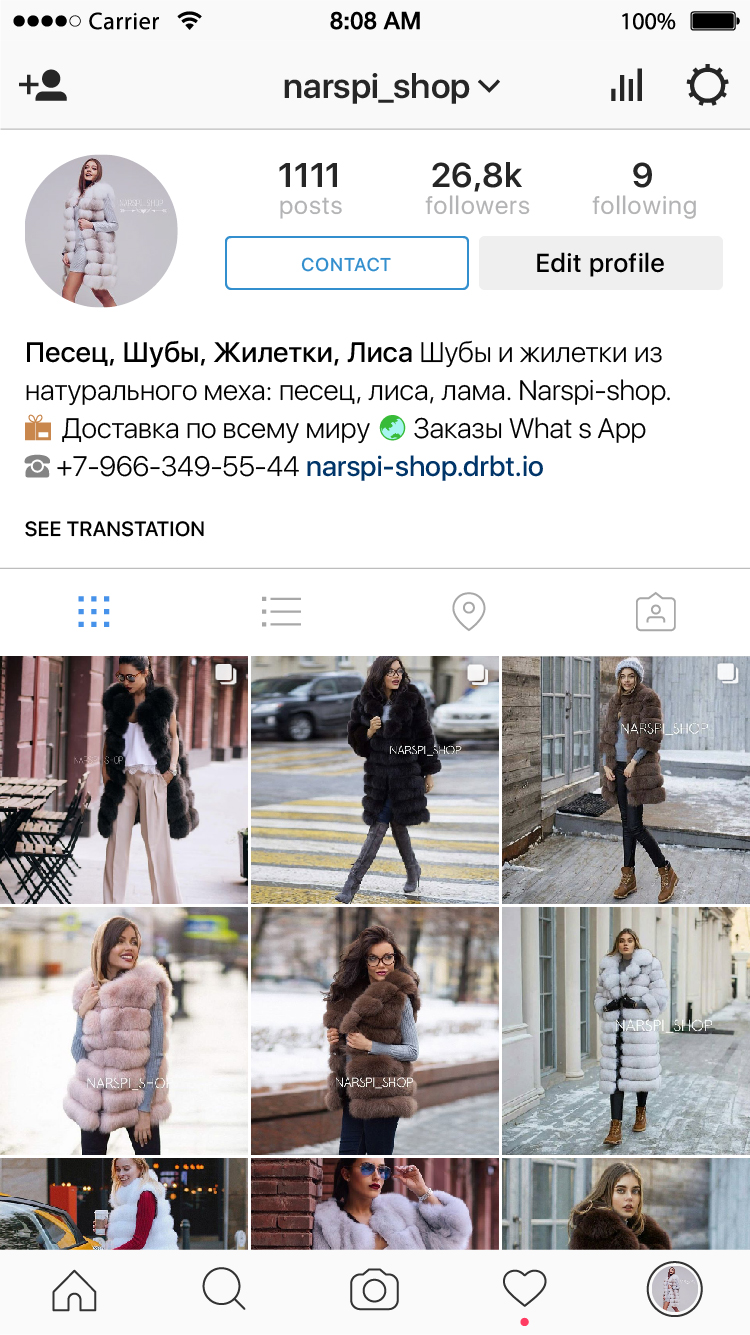 Carrier 8:08 AM 100%
narspi_shop
1111 26,8k 9
posts followers following
CONTACT Edit profile
Песец, Шубы, Жилетки, Лиса Шубы и жилетки из
натурального меха: песец, лиса, лама. Narspi-shop.
Доставка по всему миру Заказы What s App
+7-966-349-55-44 narspi-shop.drbt.io
SEE TRANSTATION
NARSPI_SHOP
NARSPI_SHOP
NARSPI_SHOP
NARSPI_SHOP
NARSPI_SHOP
NARSPI_SHOP
NARSPI_SHOP